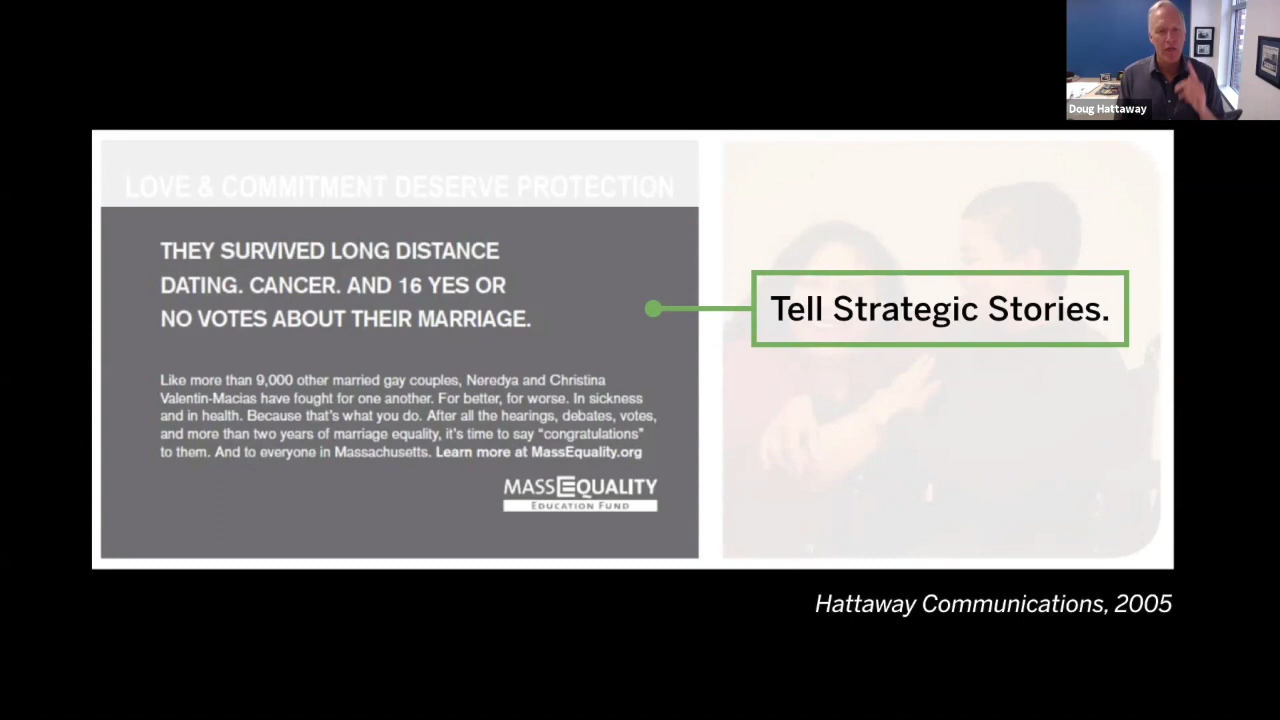 Doug Hattaway
LOVE & COMMITMENT DESERVE PROTECTION
THEY SURVIVED LONG DISTANCE
DATING. CANCER. AND 16 YES OR
NO VOTES ABOUT THEIR MARRIAGE.
Tell Strategic Stories.
Like more than 9,000 other married gay couples, Neredya and Christina
Valentin-Macias have fought for one another. For better, for worse. In sickness
and in health. Because that's what you do. After all the hearings, debates, votes,
and more than two years of marriage equality, it's time to say "congratulations"
to them. And to everyone in Massachusetts. Learn more at MassEquality.org
MASSEQUALITY
EDUCATION FUND
Hattaway Communications, 2005